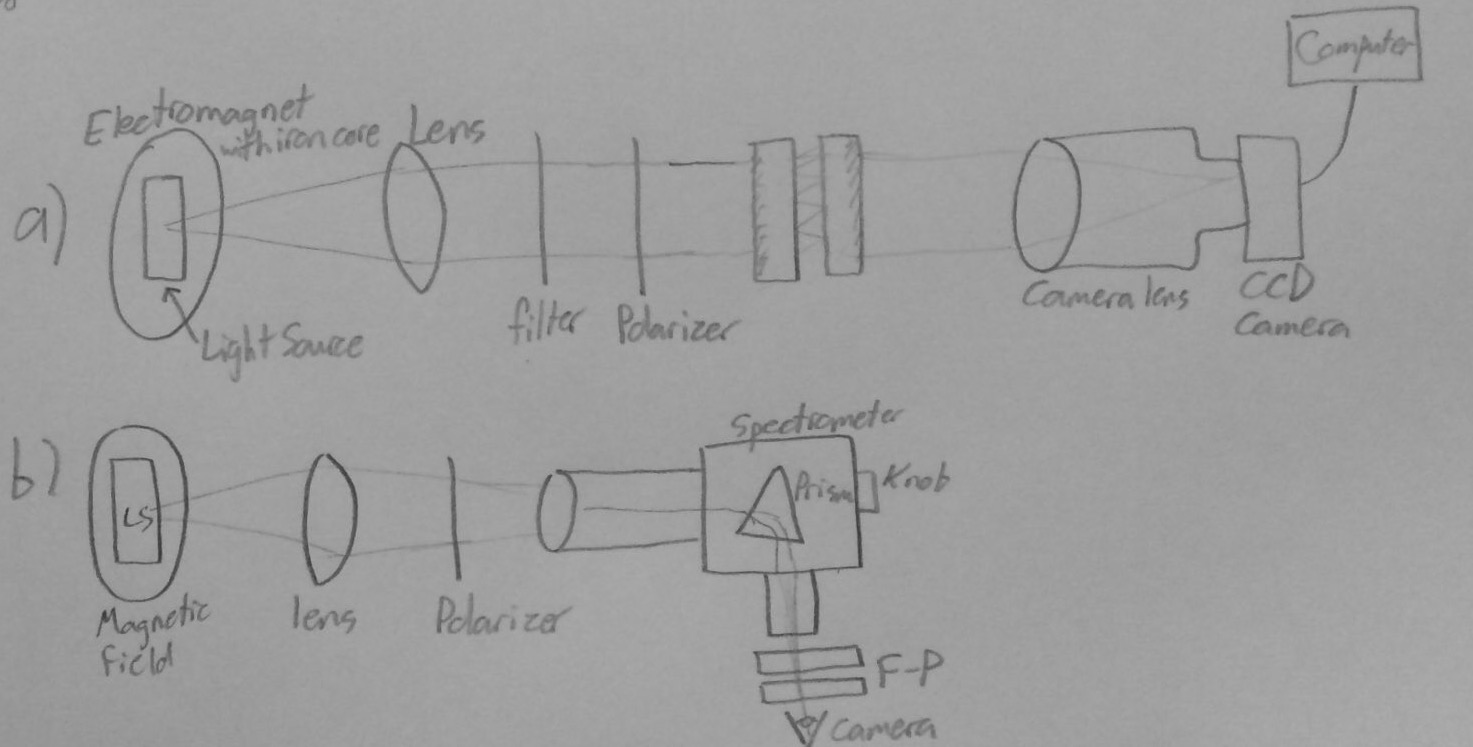 a)
Electromagnet
with iron core
Lens
Light Source
filter
Polarizer
Camera lens
CCD
Camera
Computer
b)
LS
Magnetic
field
lens
Polarizer
Spectrometer
Prism
Knob
F-P
Camera